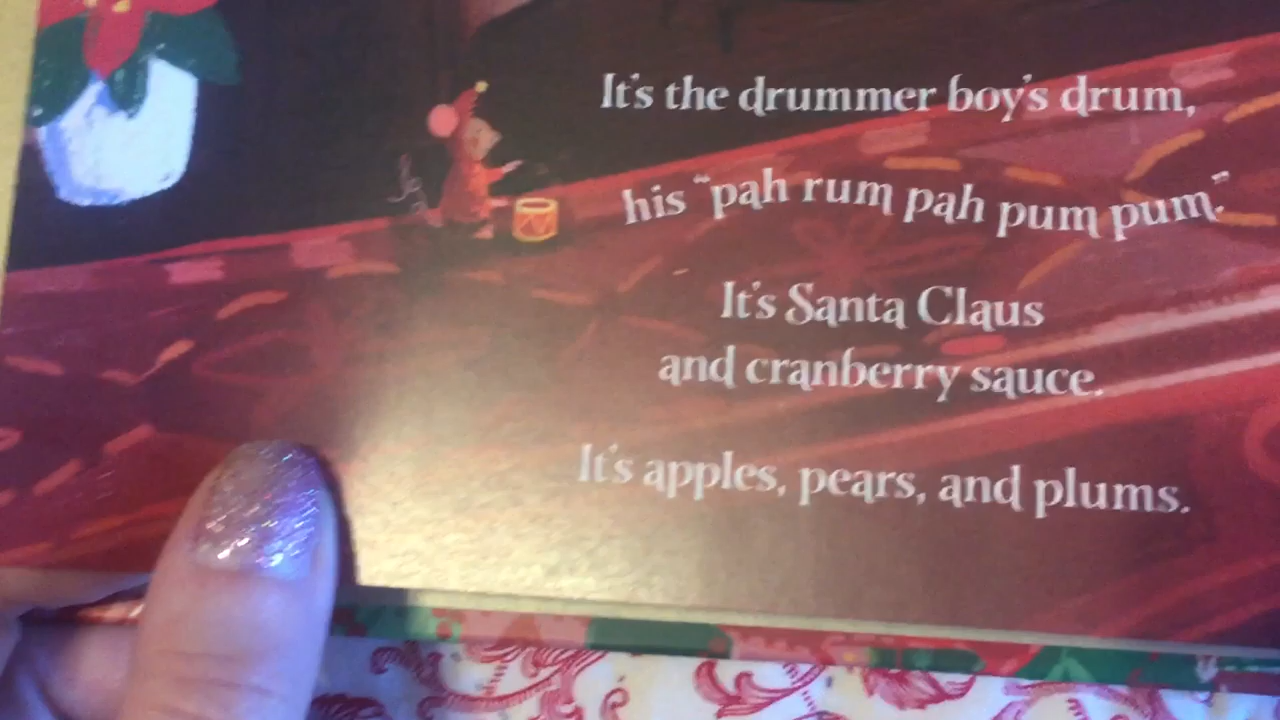 It's the drummer boy's drum,
his “pah rum pah pum pum.”
It's Santa Claus
and cranberry sauce.
It's apples, pears, and plums.